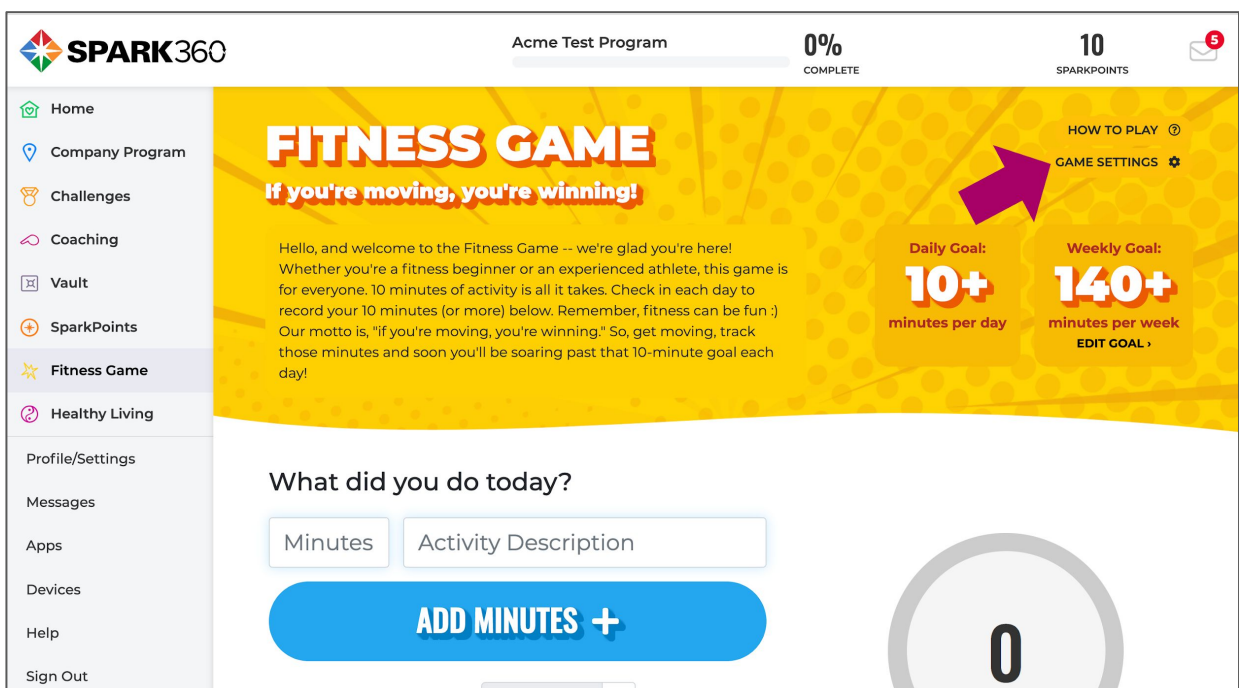 SPARK360
Acme Test Program
0%
COMPLETE
10
SPARKPOINTS
5
Home
Company Program
Challenges
Coaching
Vault
SparkPoints
Fitness Game
Healthy Living
Profile/Settings
Messages
Apps
Devices
Help
Sign Out
FITNESS GAME
If you're moving, you're winning!
HOW TO PLAY ?
GAME SETTINGS
Hello, and welcome to the Fitness Game -- we're glad you're here!
Whether you're a fitness beginner or an experienced athlete, this game is
for everyone. 10 minutes of activity is all it takes. Check in each day to
record your 10 minutes (or more) below. Remember, fitness can be fun :)
Our motto is, "if you're moving, you're winning." So, get moving, track
those minutes and soon you'll be soaring past that 10-minute goal each
day!
Daily Goal:
10+
minutes per day
Weekly Goal:
140+
minutes per week
EDIT GOAL ›
What did you do today?
Minutes
Activity Description
ADD MINUTES +
0